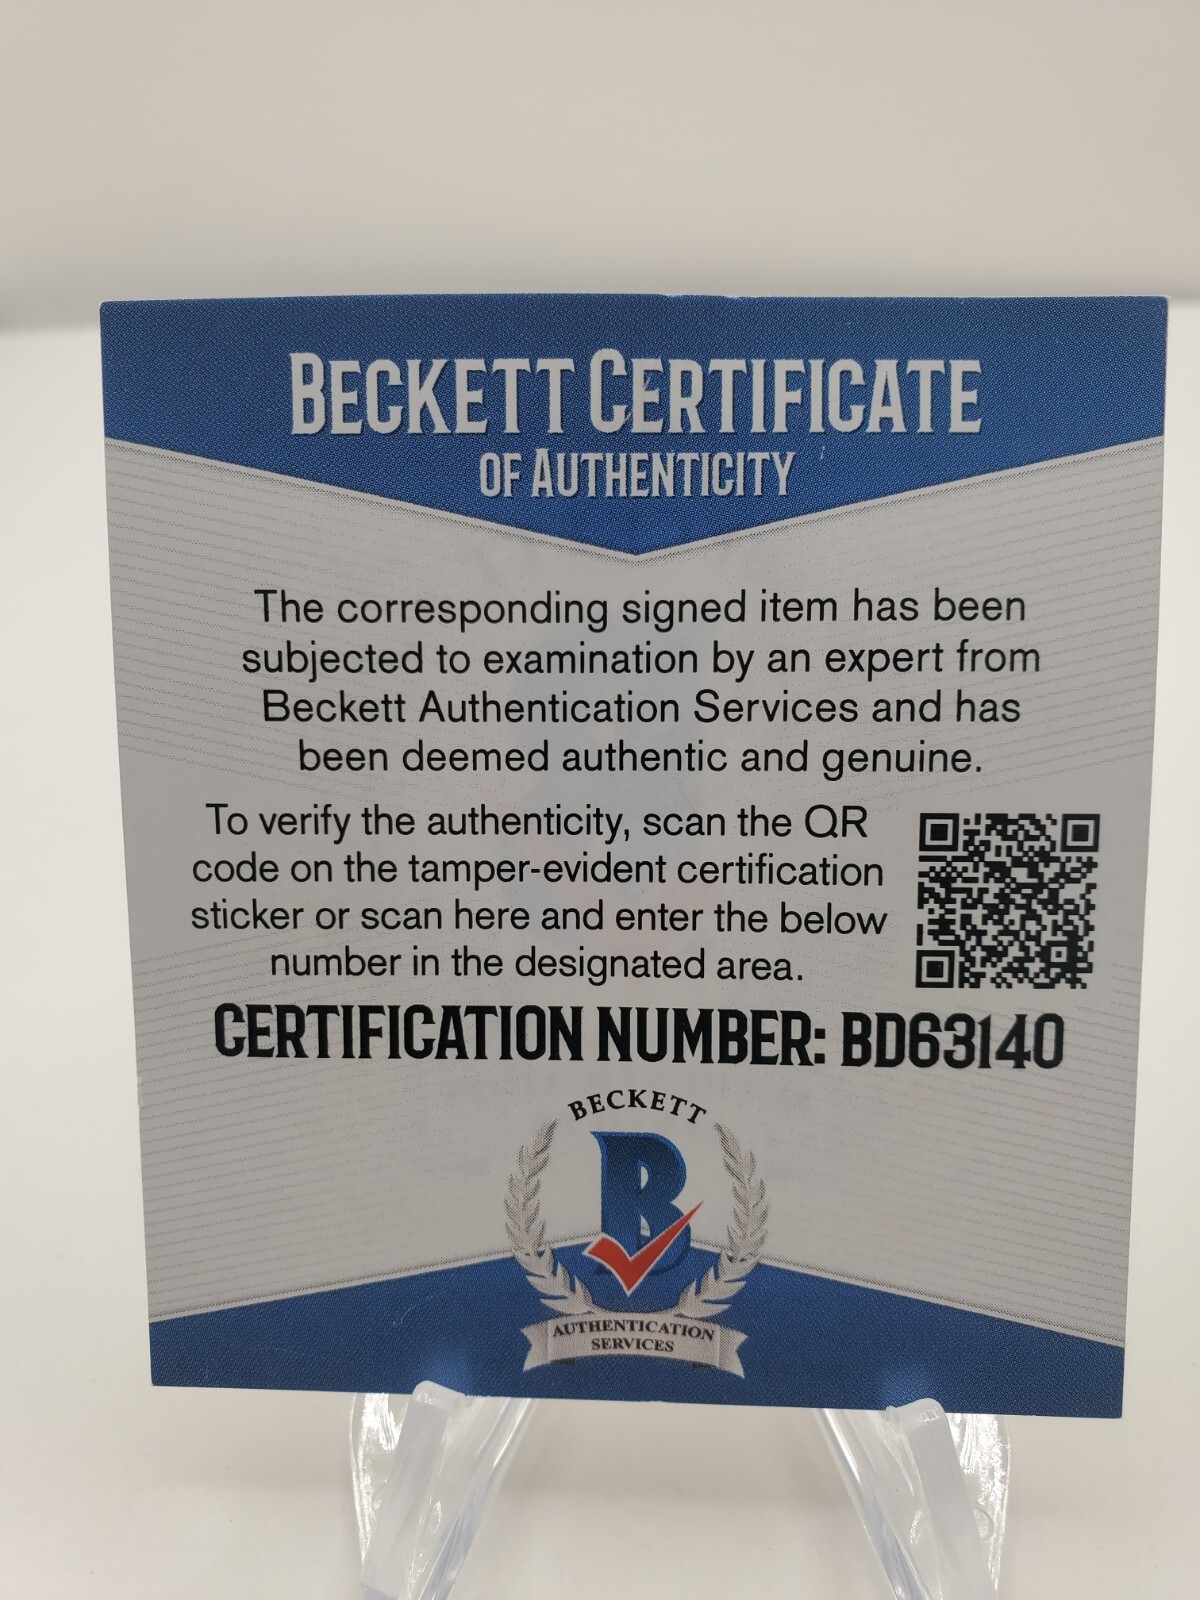 BECKETT CERTIFICATE
OF AUTHENTICITY
The corresponding signed item has been
subjected to examination by an expert from
Beckett Authentication Services and has
been deemed authentic and genuine.
To verify the authenticity, scan the QR
code on the tamper-evident certification
sticker or scan here and enter the below
number in the designated area.
CERTIFICATION NUMBER: BD63140
BECKETT
B
AUTHENTICATION
SERVICES